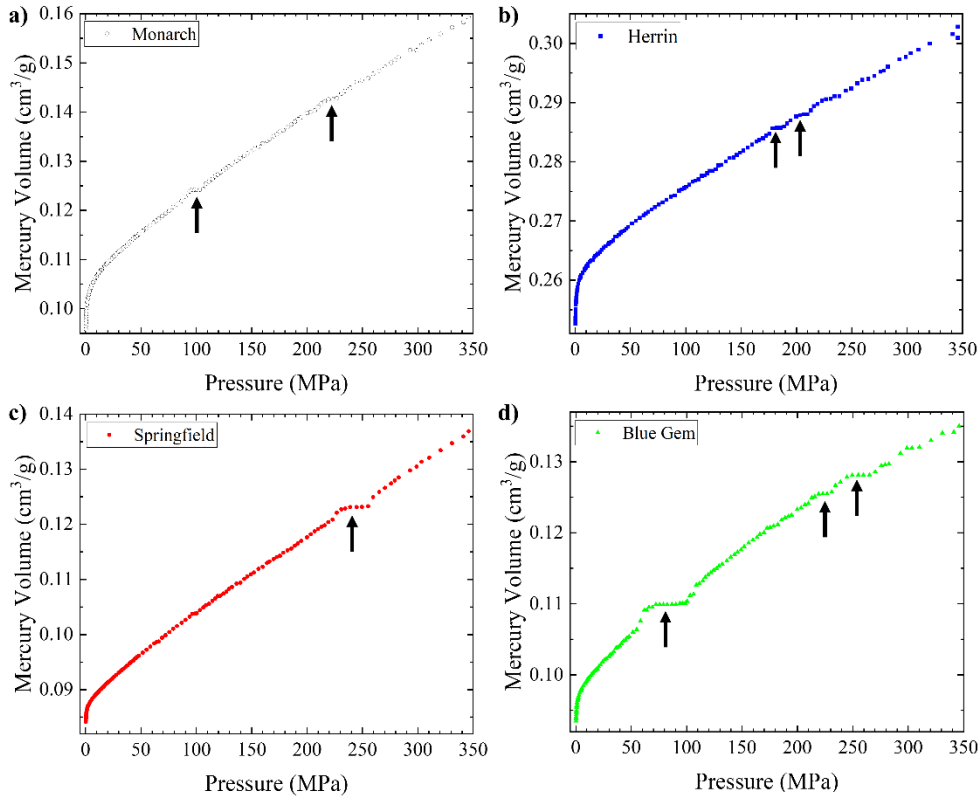 a)
Monarch
Mercury Volume (cm³/g)
0.16
0.15
0.14
0.13
0.12
0.11
0.10
0 50 100 150 200 250 300 350
Pressure (MPa)
b)
Herrin
Mercury Volume (cm³/g)
0.30
0.29
0.28
0.27
0.26
0 50 100 150 200 250 300 350
Pressure (MPa)
c)
Springfield
Mercury Volume (cm³/g)
0.14
0.13
0.12
0.11
0.10
0.09
0 50 100 150 200 250 300 350
Pressure (MPa)
d)
Blue Gem
Mercury Volume (cm³/g)
0.13
0.12
0.11
0.10
0 50 100 150 200 250 300 350
Pressure (MPa)